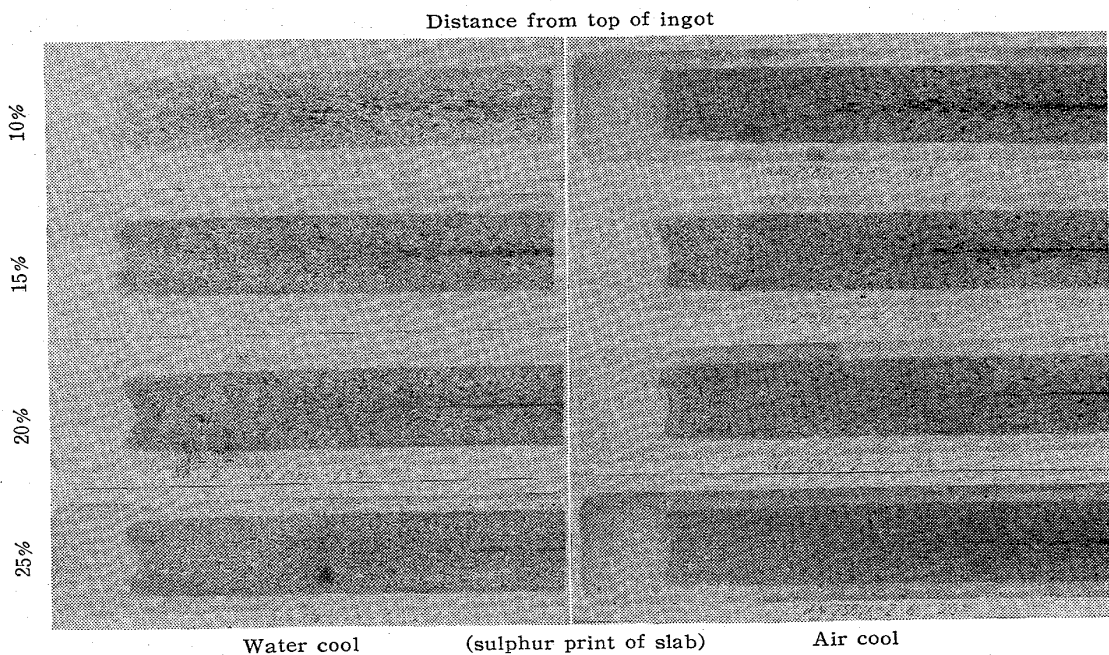 Distance from top of ingot
10%
15%
20%
25%
Water cool (sulphur print of slab) Air cool